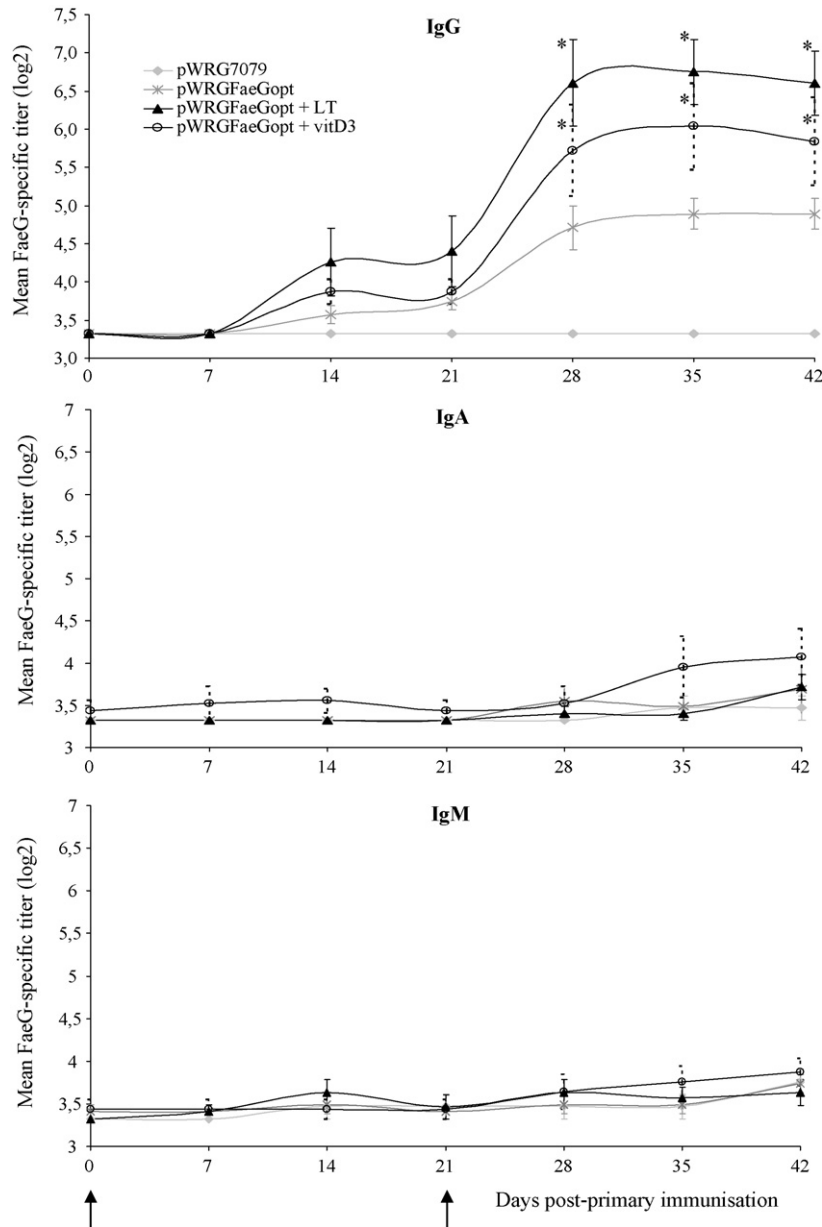 IgG
7,5
7,0
6,5
6,0
5,5
5,0
4,5
4,0
3,5
3,0
Mean FaeG-specific titer (log2)
pWRG7079
pWRGFaeGopt
pWRGFaeGopt + LT
pWRGFaeGopt + vitD3
* * *
* * *
0 7 14 21 28 35 42
IgA
7
6,5
6
5,5
5
4,5
4
3,5
3
Mean FaeG-specific titer (log2)
0 7 14 21 28 35 42
IgM
7
6,5
6
5,5
5
4,5
4
3,5
3
Mean FaeG-specific titer (log2)
0 7 14 21 28 35 42
Days post-primary immunisation